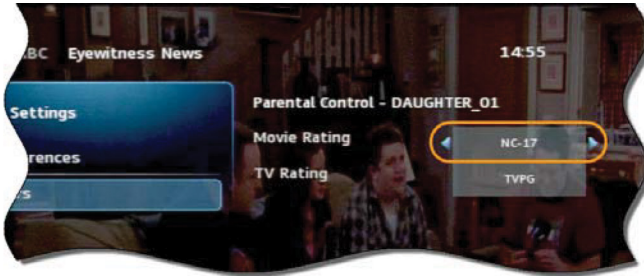 BC Eyewitness News 14:55
Settings
Parental Control - DAUGHTER_01
Movie Rating NC-17
rences
TV Rating TVPG
s